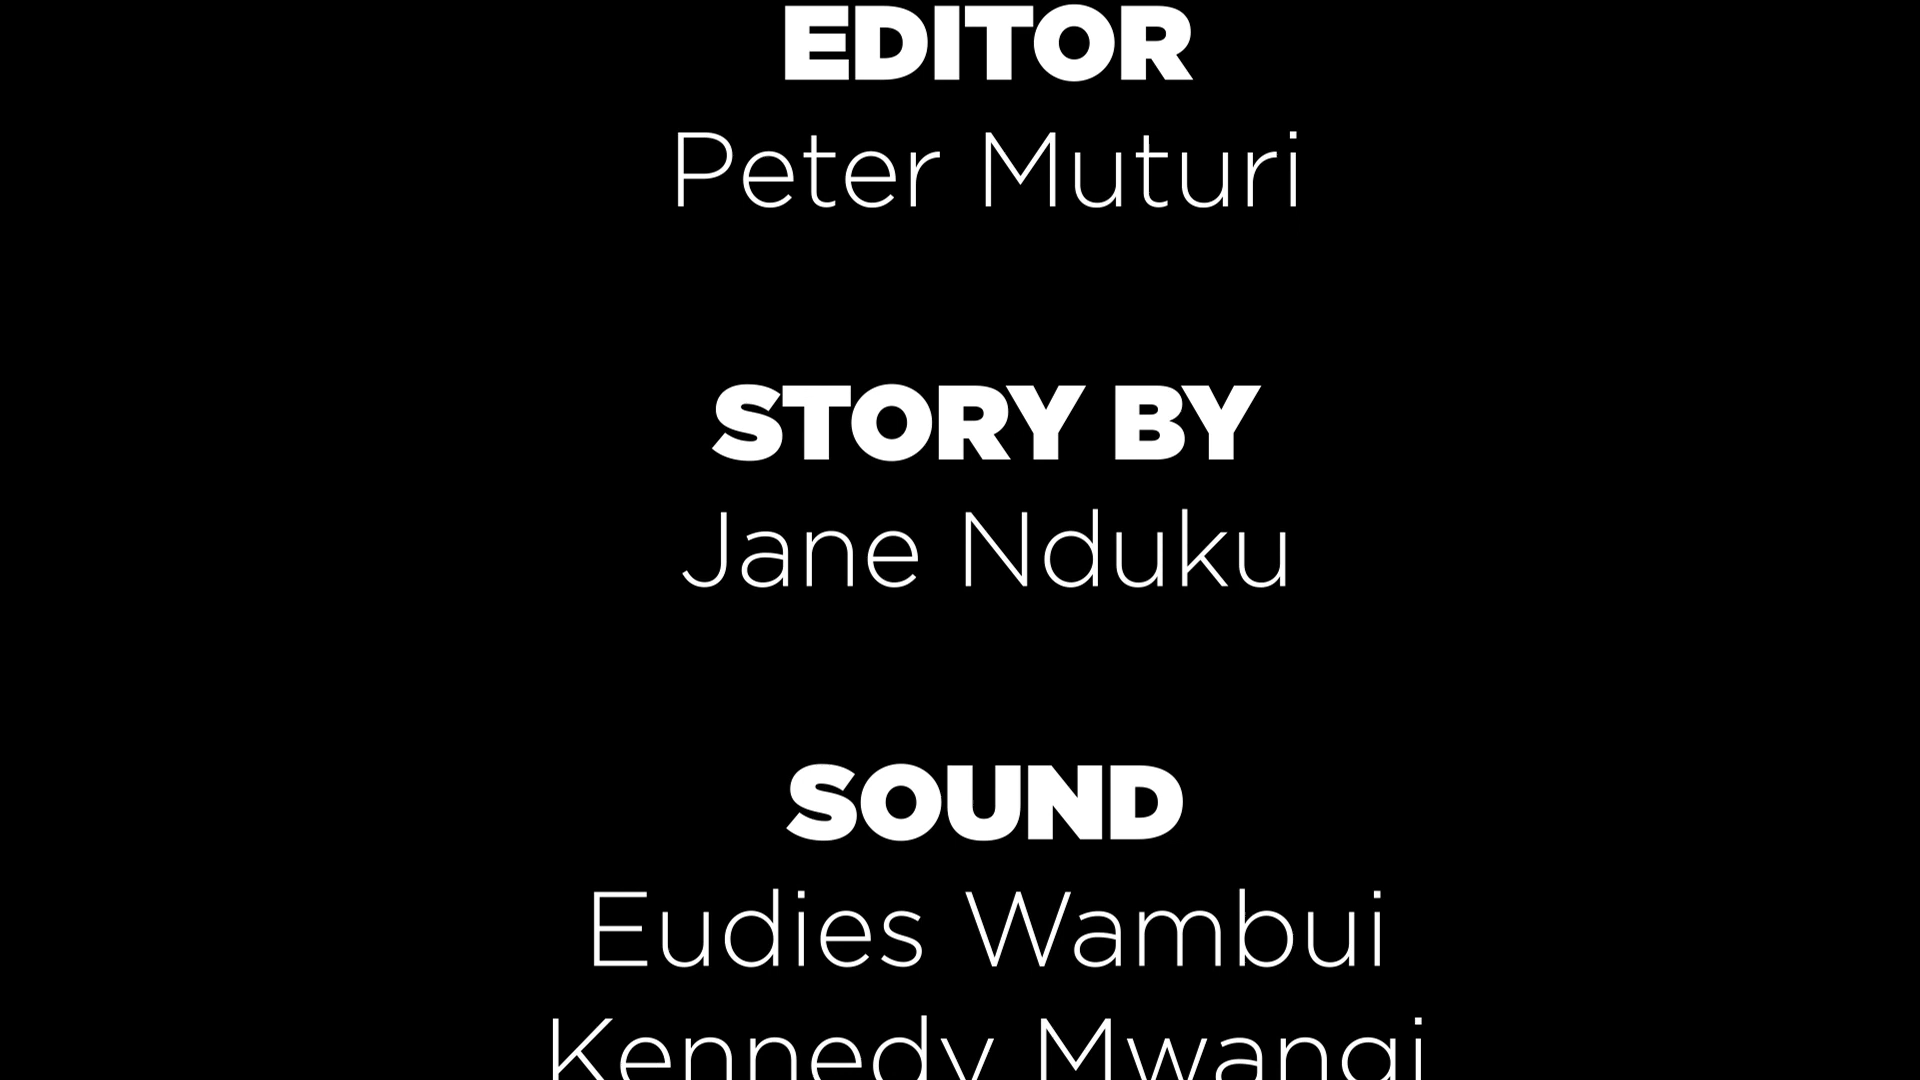 EDITOR
Peter Muturi
STORY BY
Jane Nduku
SOUND
Eudies Wambui
Kennedy Mwangi